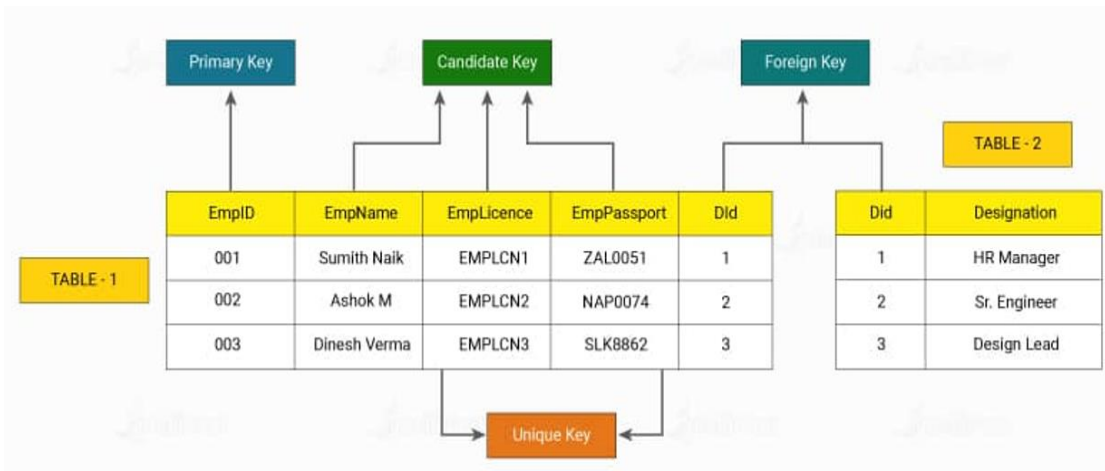 Primary Key Candidate Key Foreign Key
TABLE - 2
EmpID EmpName EmpLicence EmpPassport DId
Did Designation
TABLE - 1
001 Sumith Naik EMPLCN1 ZAL0051 1
1 HR Manager
002 Ashok M EMPLCN2 NAP0074 2
2 Sr. Engineer
003 Dinesh Verma EMPLCN3 SLK8862 3
3 Design Lead
Unique Key